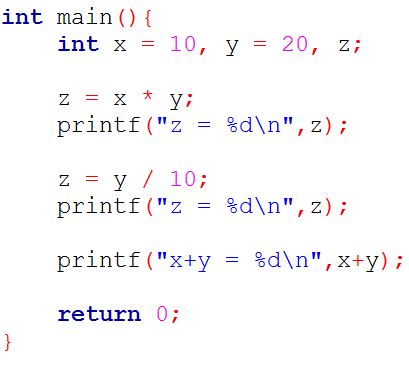 int main(){
    int x = 10, y = 20, z;
    z = x * y;
    printf("z = %d\n",z);
    z = y / 10;
    printf("z = %d\n",z);
    printf("x+y = %d\n",x+y);
    return 0;
}